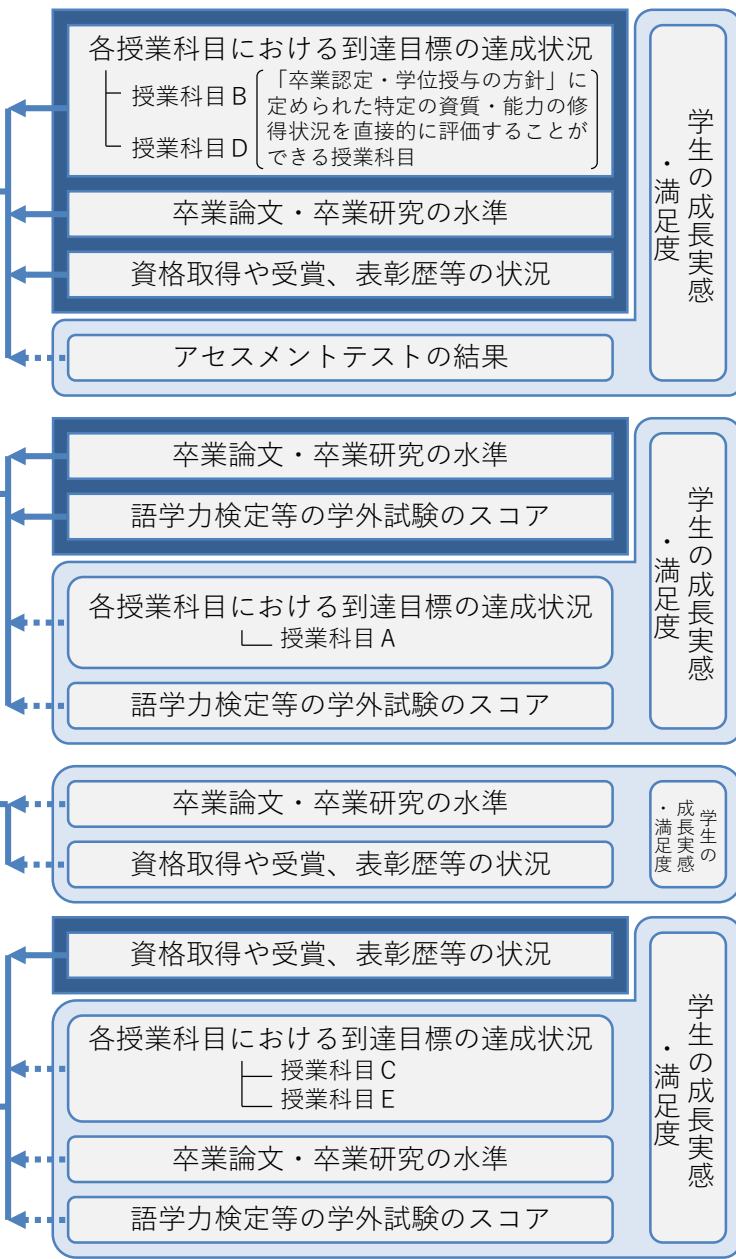 各授業科目における到達目標の達成状況
授業科目B
授業科目D
「卒業認定・学位授与の方針」に
定められた特定の資質・能力の修
得状況を直接的に評価することが
できる授業科目
卒業論文・卒業研究の水準
資格取得や受賞、表彰歴等の状況
アセスメントテストの結果
学生の成長実感
・満足度
卒業論文・卒業研究の水準
語学力検定等の学外試験のスコア
各授業科目における到達目標の達成状況
授業科目A
語学力検定等の学外試験のスコア
学生の成長実感
・満足度
卒業論文・卒業研究の水準
資格取得や受賞、表彰歴等の状況
学生の
成長実感
・満足度
資格取得や受賞、表彰歴等の状況
各授業科目における到達目標の達成状況
授業科目C
授業科目E
卒業論文・卒業研究の水準
語学力検定等の学外試験のスコア
学生の成長実感
・満足度